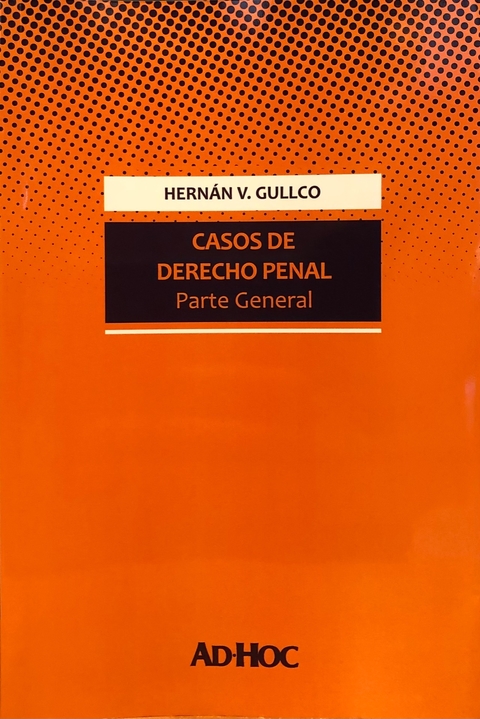 HERNÁN V. GULLCO
CASOS DE
DERECHO PENAL
Parte General
AD·HOC